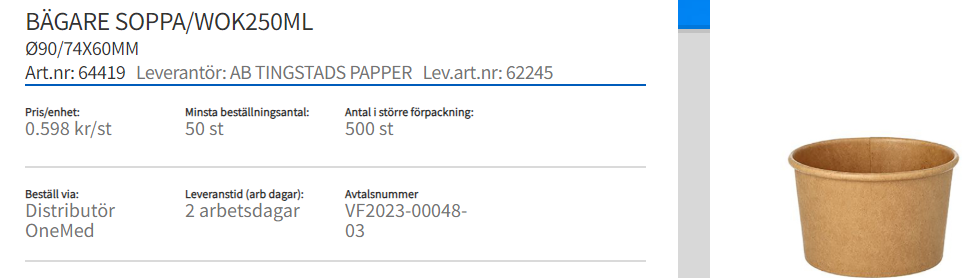 BÄGARE SOPPA/WOK250ML
Ø90/74X60MM
Art.nr: 64419 Leverantör: AB TINGSTADS PAPPER Lev.art.nr: 62245
Pris/enhet: Minsta beställningsantal: Antal i större förpackning:
0.598 kr/st 50 st 500 st
Beställ via: Leveranstid (arb dagar): Avtalsnummer
Distributör 2 arbetsdagar VF2023-00048-
OneMed 03